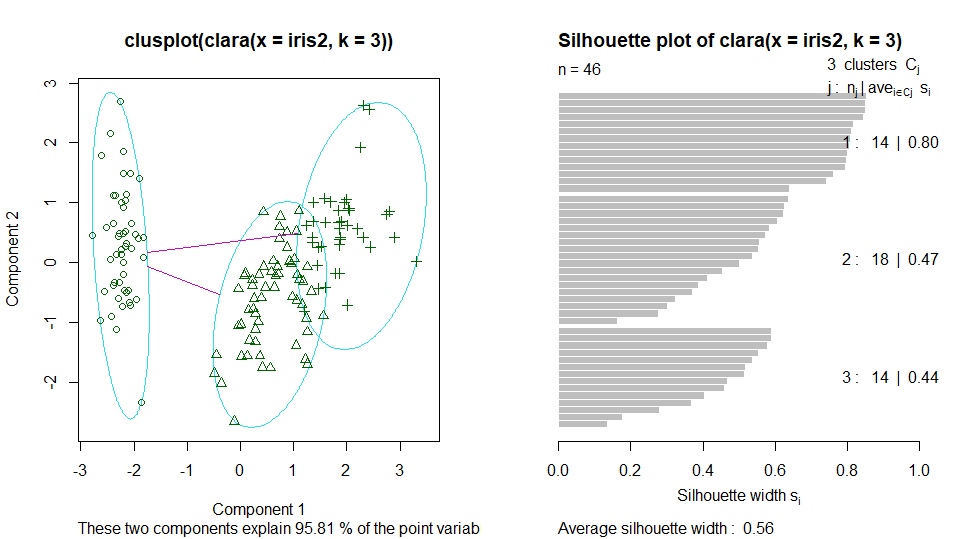 clusplot(clara(x = iris2, k = 3))
Component 2
3
2
1
0
-1
-2
-3 -2 -1 0 1 2 3
Component 1
These two components explain 95.81 % of the point variab
Silhouette plot of clara(x = iris2, k = 3)
n = 46
3 clusters Cj
j : nj | avei∈Cj si
1 : 14 | 0.80
2 : 18 | 0.47
3 : 14 | 0.44
0.0 0.2 0.4 0.6 0.8 1.0
Silhouette width si
Average silhouette width : 0.56